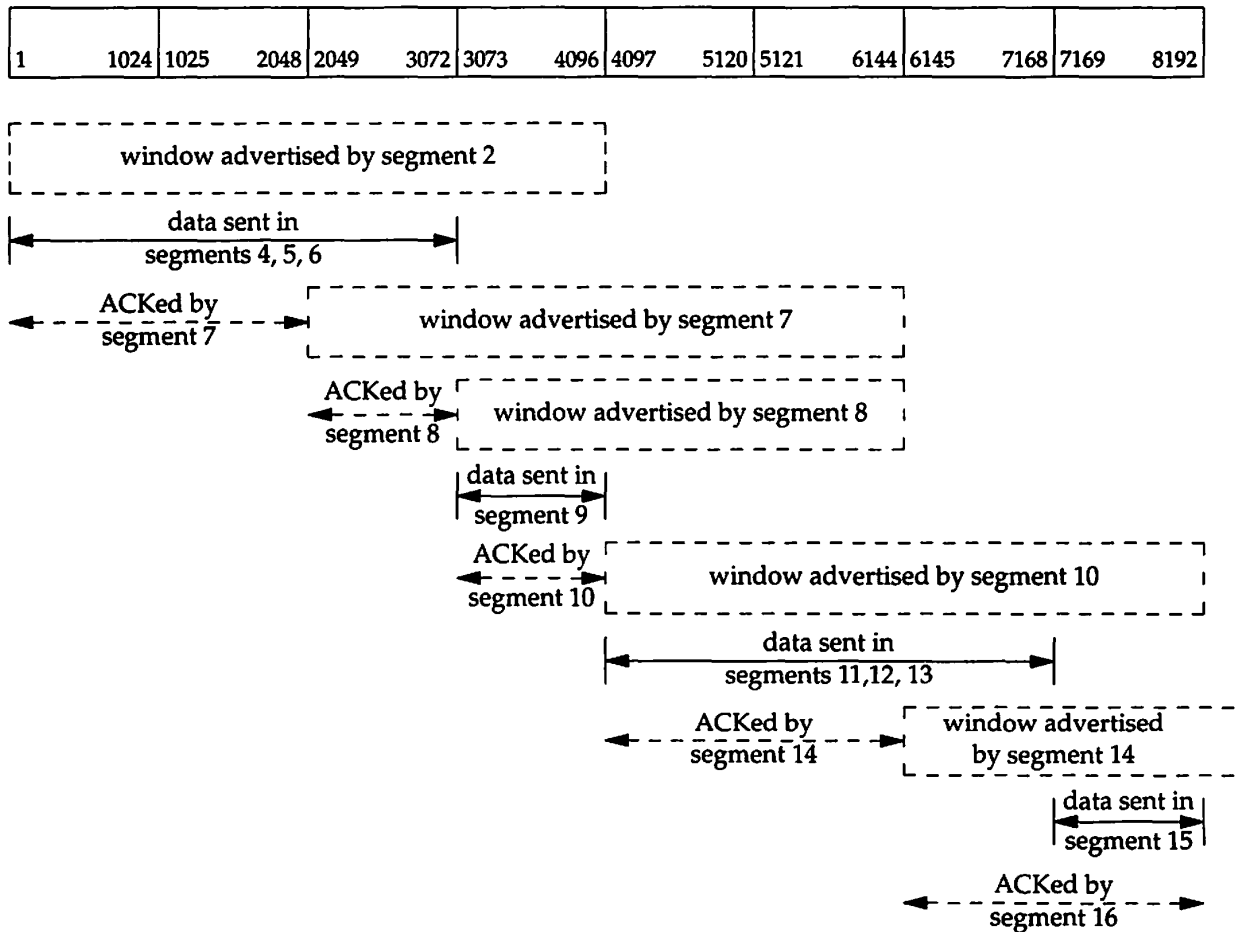 1 1024 1025 2048 2049 3072 3073 4096 4097 5120 5121 6144 6145 7168 7169 8192
window advertised by segment 2
data sent in
segments 4, 5, 6
ACKed by
segment 7
window advertised by segment 7
ACKed by
segment 8
window advertised by segment 8
data sent in
segment 9
ACKed by
segment 10
window advertised by segment 10
data sent in
segments 11,12, 13
ACKed by
segment 14
window advertised
by segment 14
data sent in
segment 15
ACKed by
segment 16